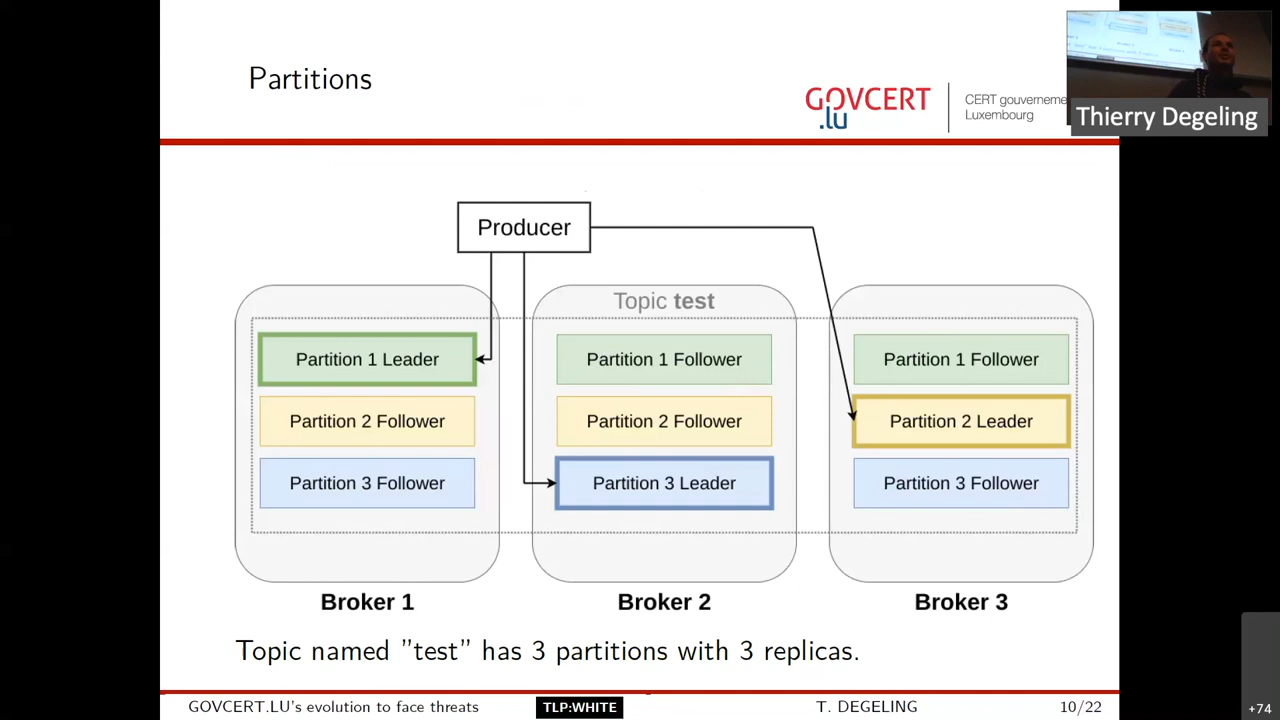 Partitions
GOVCERT
.lu
CERT gouverneme
Luxembourg
Thierry Degeling
Producer
Topic test
Partition 1 Leader
Partition 2 Follower
Partition 3 Follower
Partition 1 Follower
Partition 2 Follower
Partition 3 Leader
Partition 1 Follower
Partition 2 Leader
Partition 3 Follower
Broker 1
Broker 2
Broker 3
Topic named ”test” has 3 partitions with 3 replicas.
GOVCERT.LU's evolution to face threats
TLP:WHITE
T. DEGELING
10/22
+74